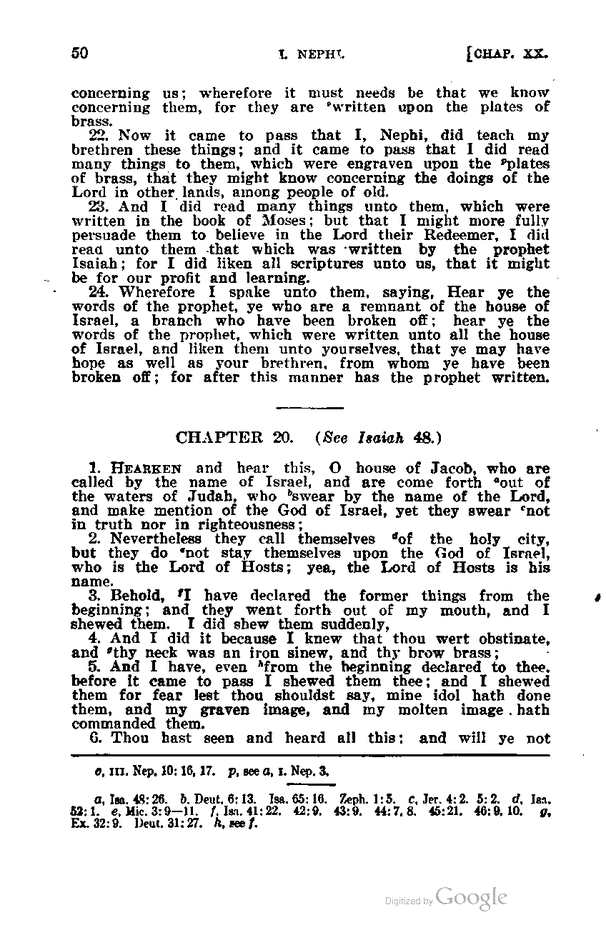 50 I. NEPHI. [CHAP. XX.
concerning us; wherefore it must needs be that we know
concerning them, for they are ᵒwritten upon the plates of
brass.
22. Now it came to pass that I, Nephi, did teach my
brethren these things; and it came to pass that I did read
many things to them, which were engraven upon the ᵖplates
of brass, that they might know concerning the doings of the
Lord in other lands, among people of old.
23. And I did read many things unto them, which were
written in the book of Moses; but that I might more fully
persuade them to believe in the Lord their Redeemer, I did
read unto them that which was written by the prophet
Isaiah; for I did liken all scriptures unto us, that it might
be for our profit and learning.
24. Wherefore I spake unto them, saying, Hear ye the
words of the prophet, ye who are a remnant of the house of
Israel, a branch who have been broken off; hear ye the
words of the prophet, which were written unto all the house
of Israel, and liken them unto yourselves, that ye may have
hope as well as your brethren, from whom ye have been
broken off; for after this manner has the prophet written.
CHAPTER 20. (See Isaiah 48.)
1. HEARKEN and hear this, O house of Jacob, who are
called by the name of Israel, and are come forth ᵃout of
the waters of Judah, who ᵇswear by the name of the Lord,
and make mention of the God of Israel, yet they swear ᶜnot
in truth nor in righteousness;
2. Nevertheless they call themselves ᵈof the holy city,
but they do ᵉnot stay themselves upon the God of Israel,
who is the Lord of Hosts; yea, the Lord of Hosts is his
name.
3. Behold, ᶠI have declared the former things from the
beginning; and they went forth out of my mouth, and I
shewed them. I did shew them suddenly,
4. And I did it because I knew that thou wert obstinate,
and ᵍthy neck was an iron sinew, and thy brow brass;
5. And I have, even ʰfrom the beginning declared to thee,
before it came to pass I shewed them thee; and I shewed
them for fear lest thou shouldst say, mine idol hath done
them, and my graven image, and my molten image hath
commanded them.
6. Thou hast seen and heard all this; and will ye not
o, III. Nep. 10: 16, 17. p, see a, I. Nep. 3.
a, Isa. 48: 26. b, Deut. 6: 13. Isa. 65: 16. Zeph. 1: 5. c, Jer. 4: 2. 5: 2. d, Isa.
52: 1. e, Mic. 3: 9—11. f, Isa. 41: 22. 42: 9. 43: 9. 44: 7, 8. 45: 21. 46: 9, 10. g,
Ex. 32: 9. Deut. 31: 27. h, see f.
Digitized by Google